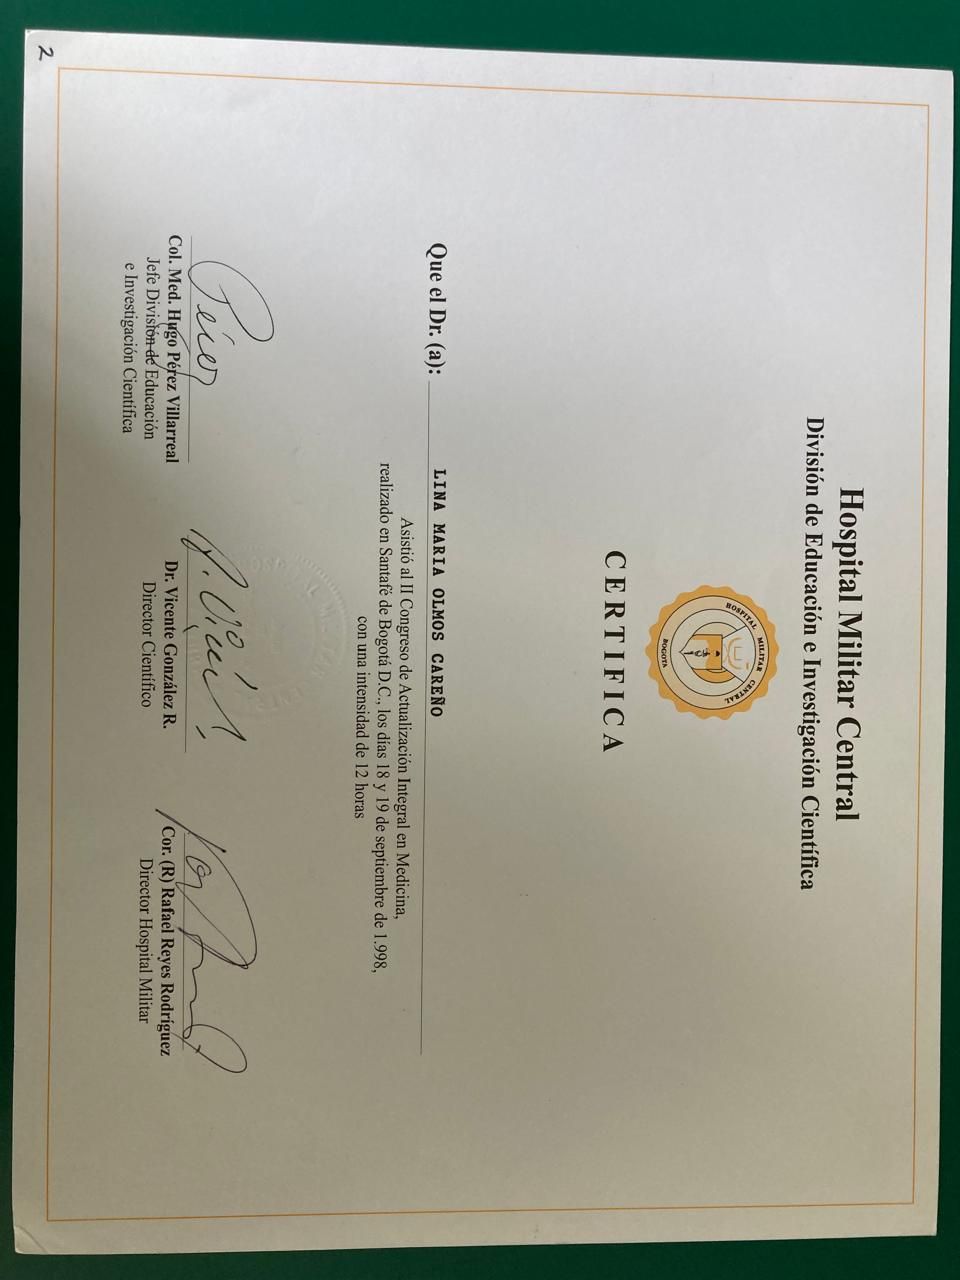 Hospital Militar Central
División de Educación e Investigación Científica
HOSPITAL MILITAR CENTRAL
BOGOTA
CERTIFICA
Que el Dr. (a): LINA MARIA OLMOS CAREÑO
Asistió al II Congreso de Actualización Integral en Medicina,
realizado en Santafé de Bogotá D.C., los días 18 y 19 de septiembre de 1.998,
con una intensidad de 12 horas
Col. Med. Hugo Pérez Villarreal
Jefe División de Educación
e Investigación Científica
Dr. Vicente González R.
Director Científico
Cor. (R) Rafael Reyes Rodríguez
Director Hospital Militar
2